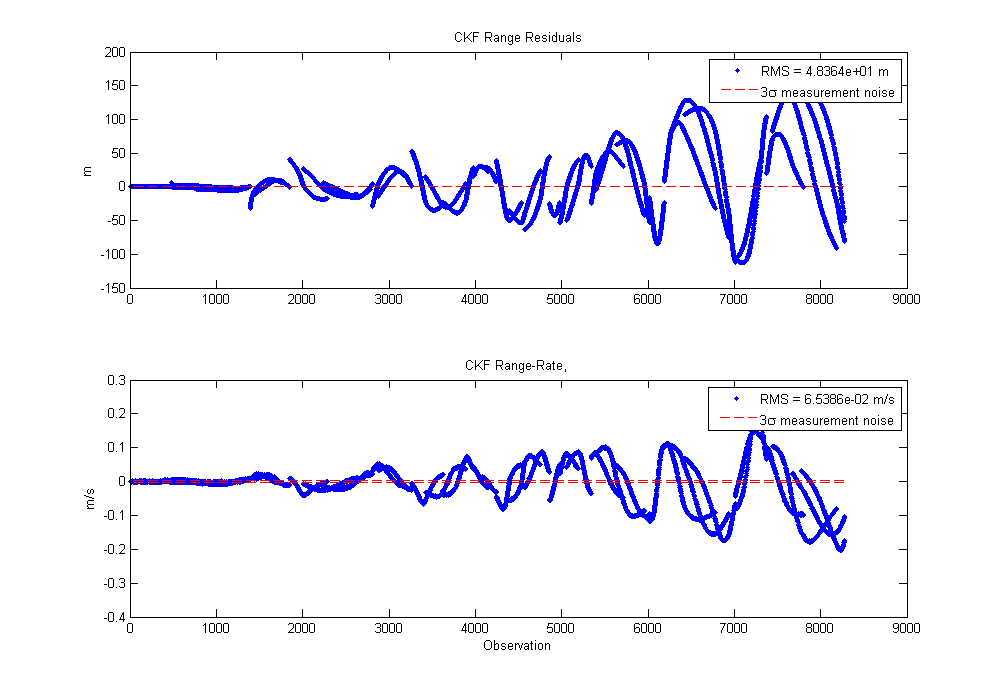 CKF Range Residuals
200
150
100
50
0
-50
-100
-150
m
RMS = 4.8364e+01 m
3σ measurement noise
0 1000 2000 3000 4000 5000 6000 7000 8000 9000
CKF Range-Rate,
0.3
0.2
0.1
0
-0.1
-0.2
-0.3
-0.4
m/s
RMS = 6.5386e-02 m/s
3σ measurement noise
0 1000 2000 3000 4000 5000 6000 7000 8000 9000
Observation